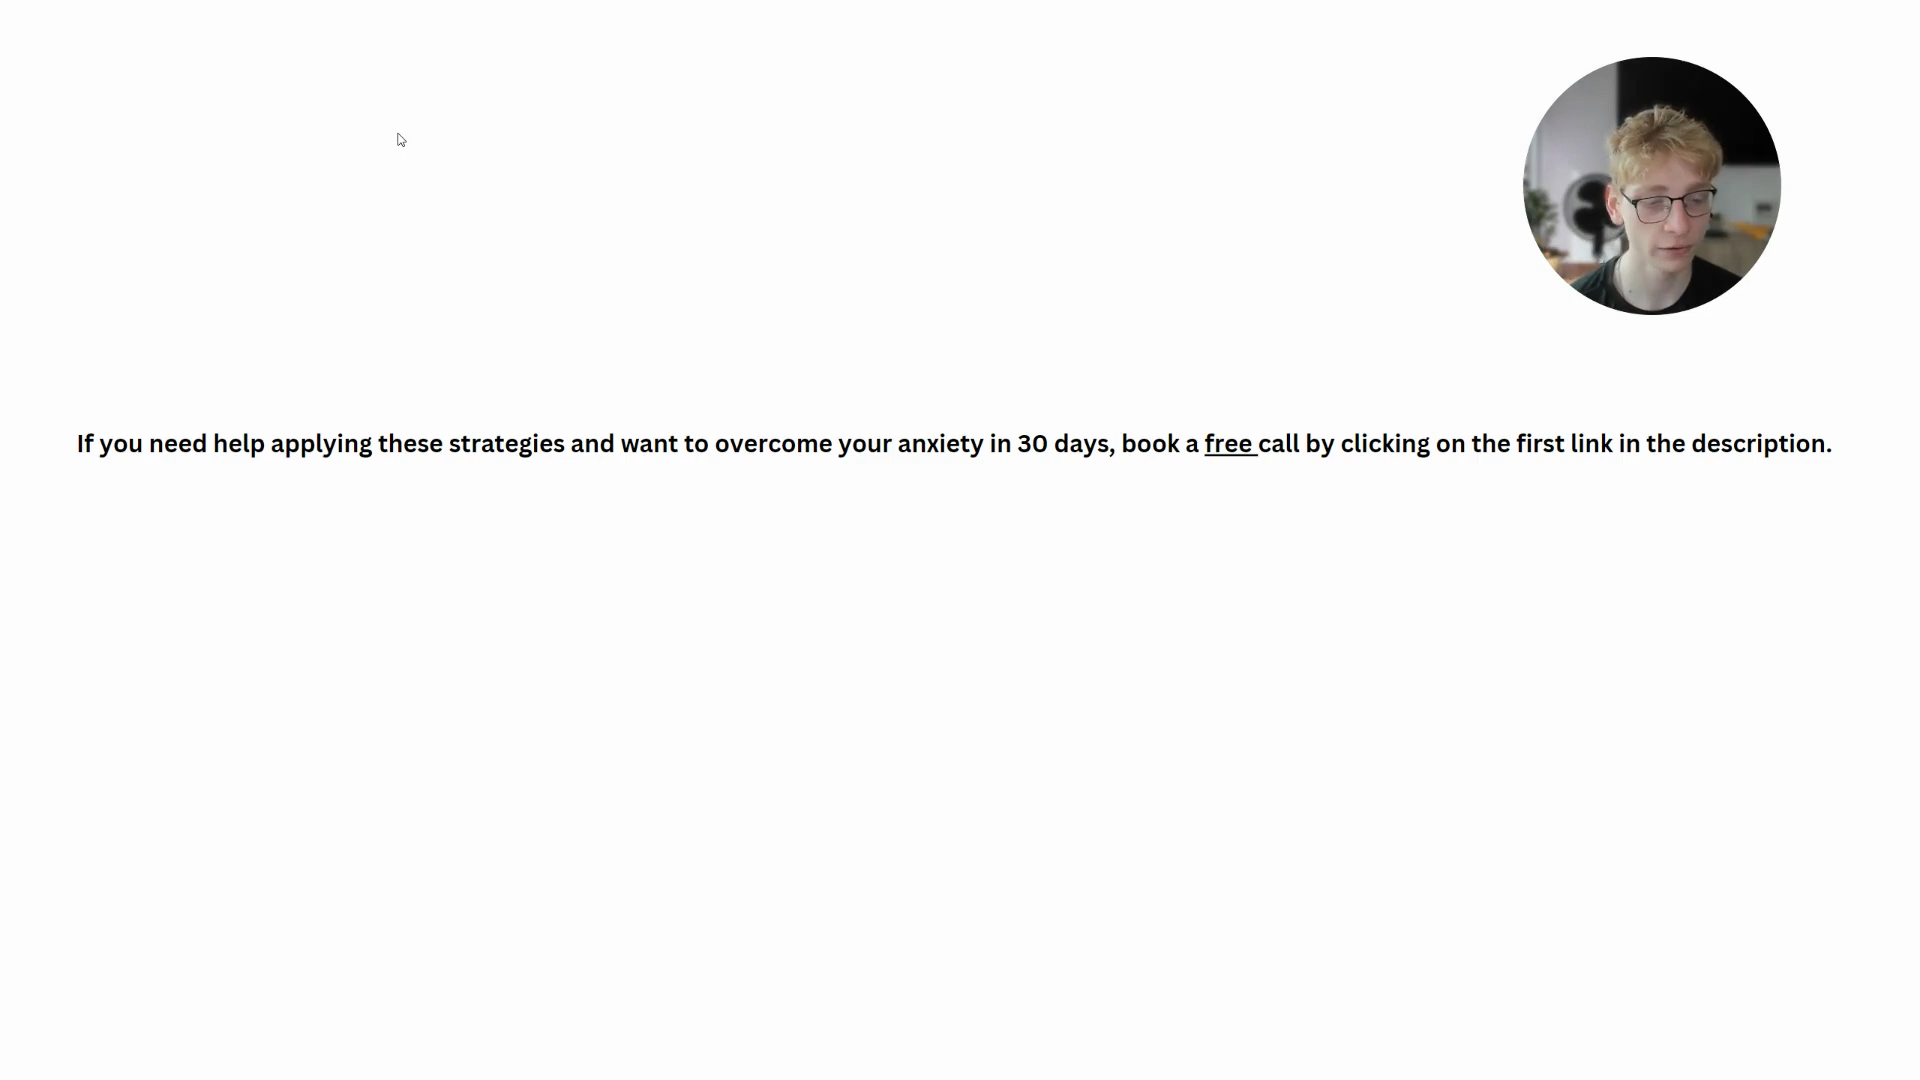 If you need help applying these strategies and want to overcome your anxiety in 30 days, book a free call by clicking on the first link in the description.